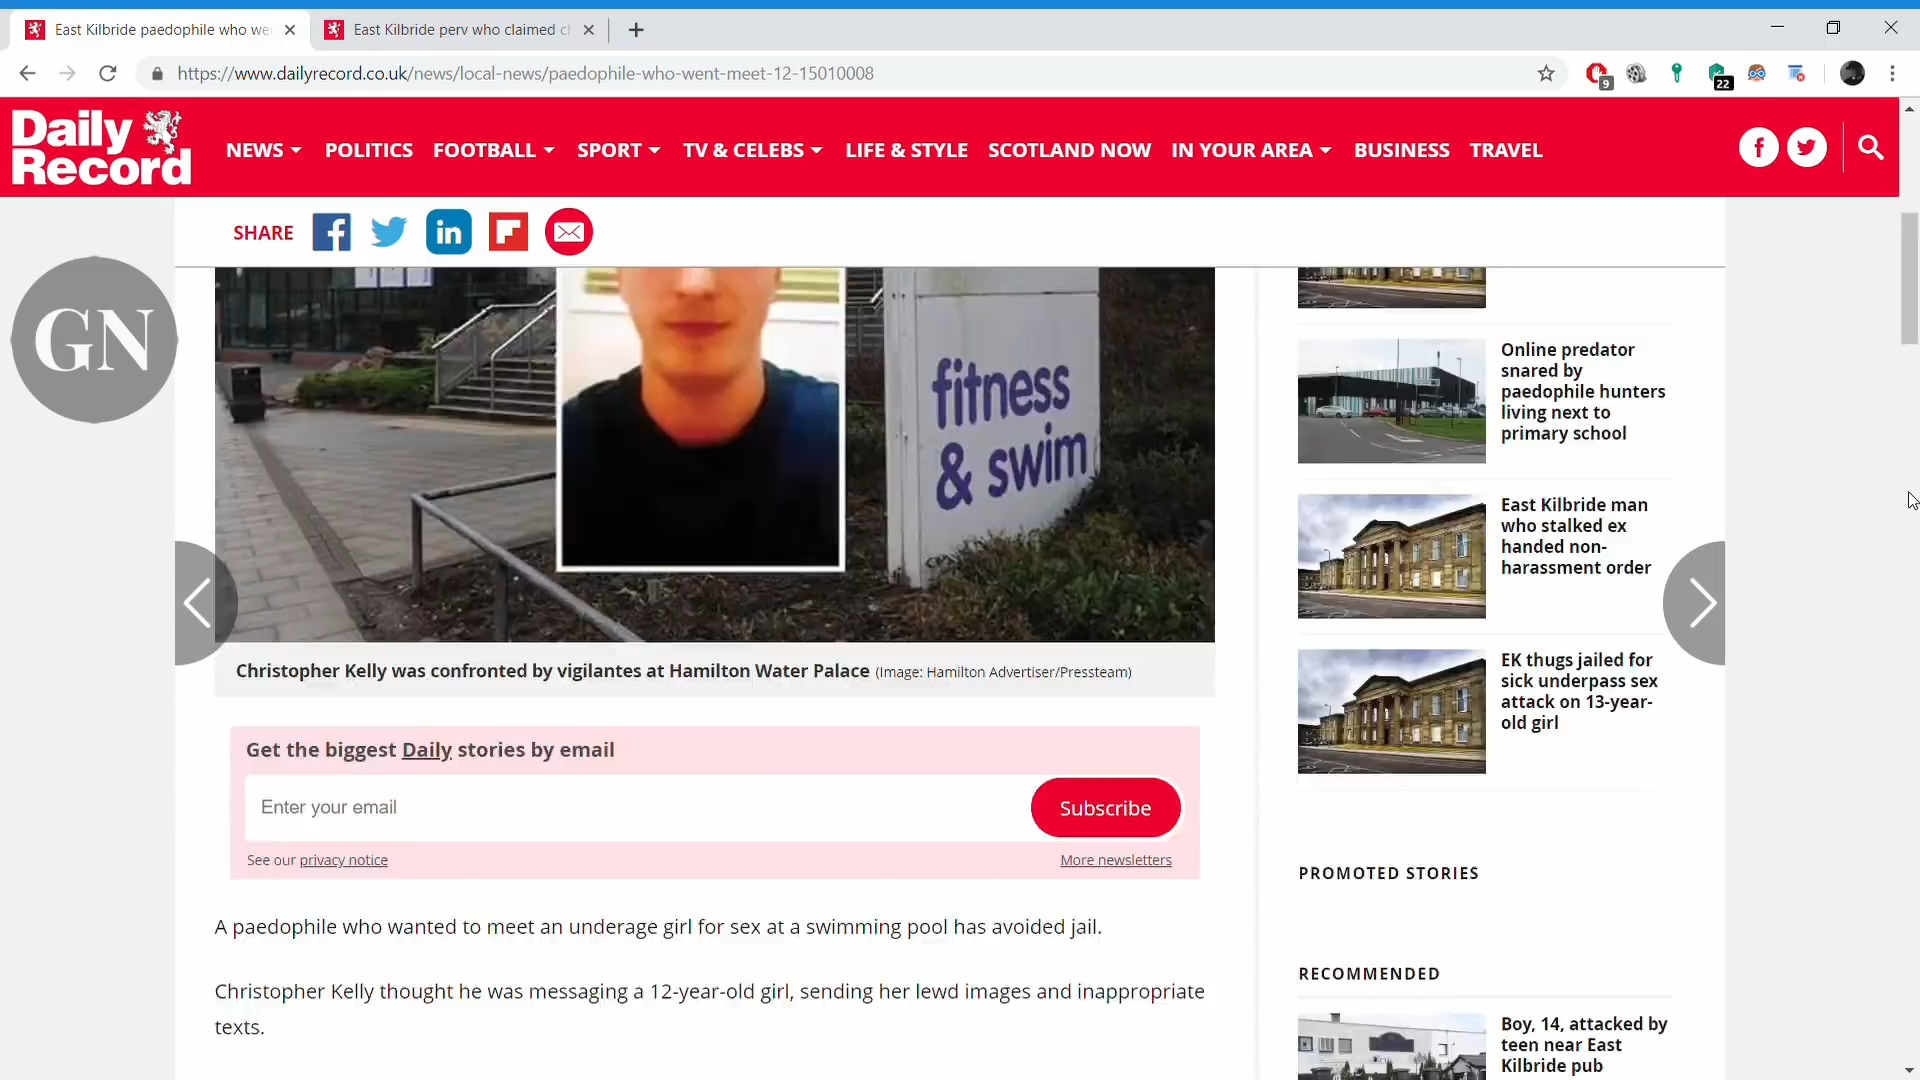 East Kilbride paedophile who we
East Kilbride perv who claimed c
https://www.dailyrecord.co.uk/news/local-news/paedophile-who-went-meet-12-15010008
9
22
Daily
Record
NEWS
POLITICS
FOOTBALL
SPORT
TV & CELEBS
LIFE & STYLE
SCOTLAND NOW
IN YOUR AREA
BUSINESS
TRAVEL
SHARE
GN
fitness
& swim
Christopher Kelly was confronted by vigilantes at Hamilton Water Palace (Image: Hamilton Advertiser/Pressteam)
Get the biggest Daily stories by email
Enter your email
Subscribe
See our privacy notice
More newsletters
A paedophile who wanted to meet an underage girl for sex at a swimming pool has avoided jail.
Christopher Kelly thought he was messaging a 12-year-old girl, sending her lewd images and inappropriate
texts.
Online predator
snared by
paedophile hunters
living next to
primary school
East Kilbride man
who stalked ex
handed non-
harassment order
EK thugs jailed for
sick underpass sex
attack on 13-year-
old girl
PROMOTED STORIES
RECOMMENDED
Boy, 14, attacked by
teen near East
Kilbride pub